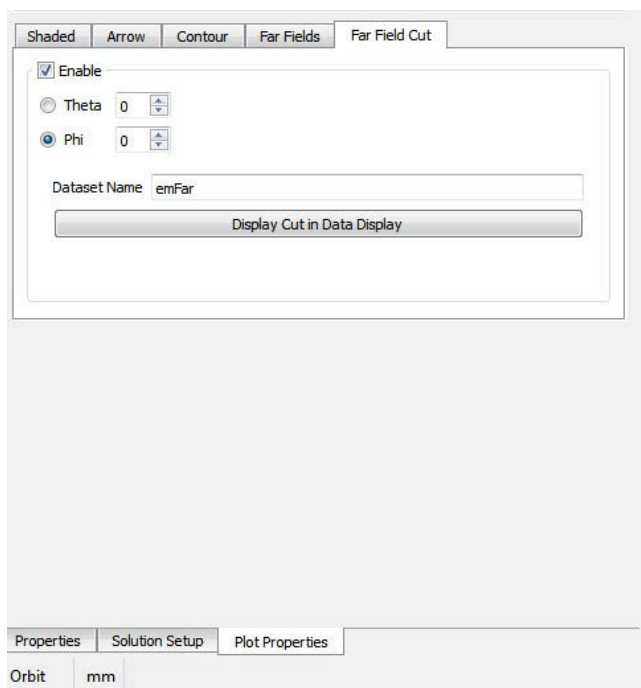 Shaded Arrow Contour Far Fields Far Field Cut
Enable
Theta 0
Phi 0
Dataset Name emFar
Display Cut in Data Display
Properties Solution Setup Plot Properties
Orbit mm